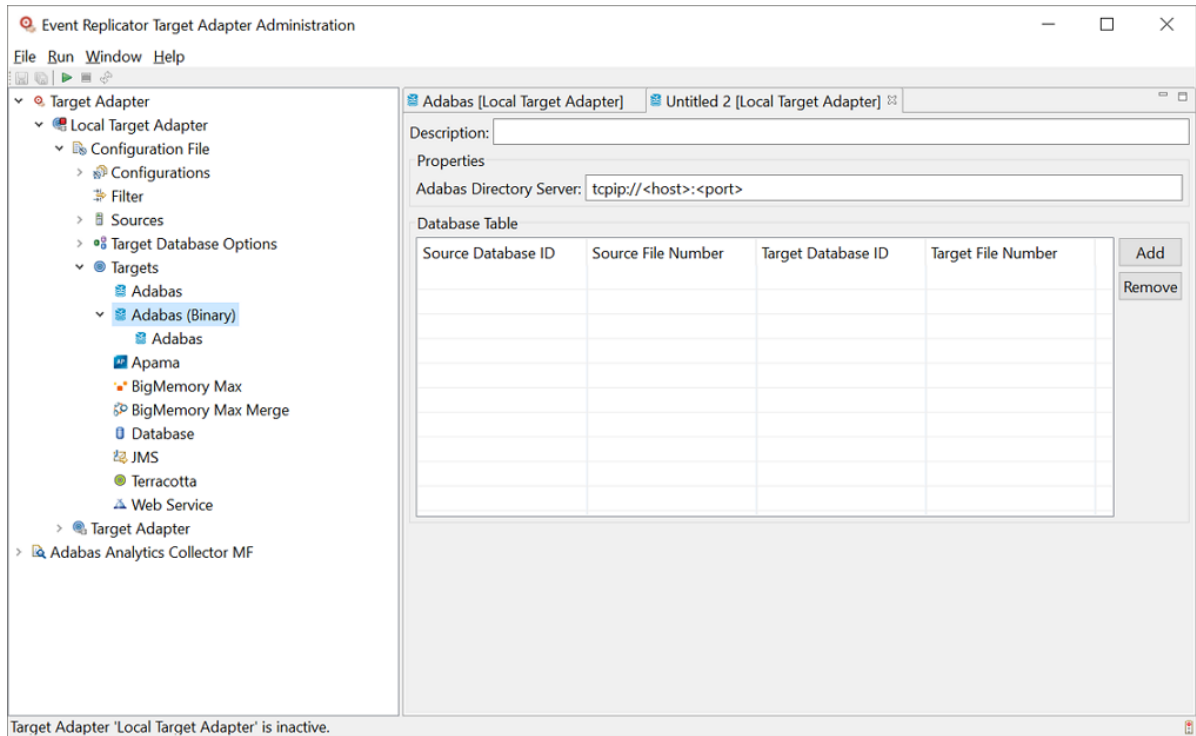 Event Replicator Target Adapter Administration
File Run Window Help
Target Adapter
Local Target Adapter
Configuration File
Configurations
Filter
Sources
Target Database Options
Targets
Adabas
Adabas (Binary)
Adabas
Apama
BigMemory Max
BigMemory Max Merge
Database
JMS
Terracotta
Web Service
Target Adapter
Adabas Analytics Collector MF
Adabas [Local Target Adapter] Untitled 2 [Local Target Adapter]
Description:
Properties
Adabas Directory Server: tcpip://<host>:<port>
Database Table
Source Database ID Source File Number Target Database ID Target File Number
Add
Remove
Target Adapter 'Local Target Adapter' is inactive.